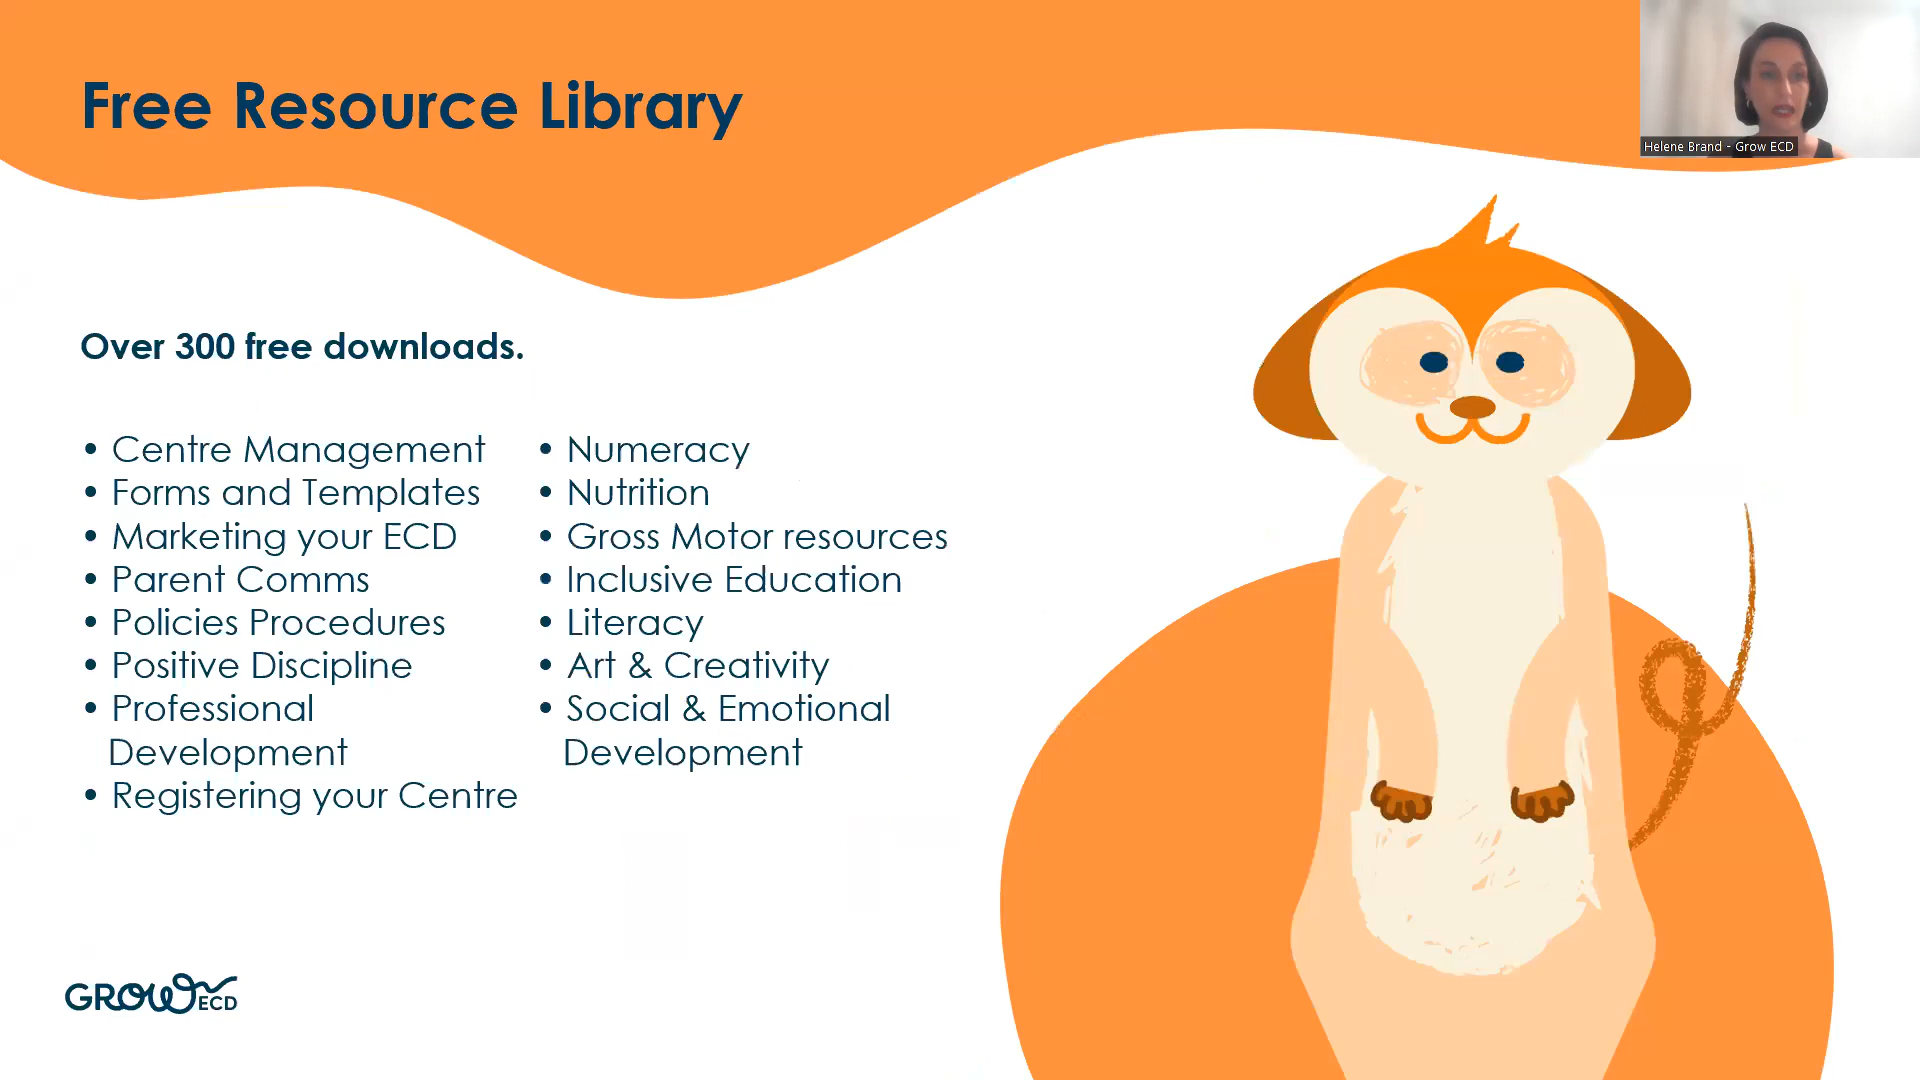 Free Resource Library
Helene Brand - Grow ECD
Over 300 free downloads.
• Centre Management
• Forms and Templates
• Marketing your ECD
• Parent Comms
• Policies Procedures
• Positive Discipline
• Professional
Development
• Registering your Centre
• Numeracy
• Nutrition
• Gross Motor resources
• Inclusive Education
• Literacy
• Art & Creativity
• Social & Emotional
Development
GROW ECD